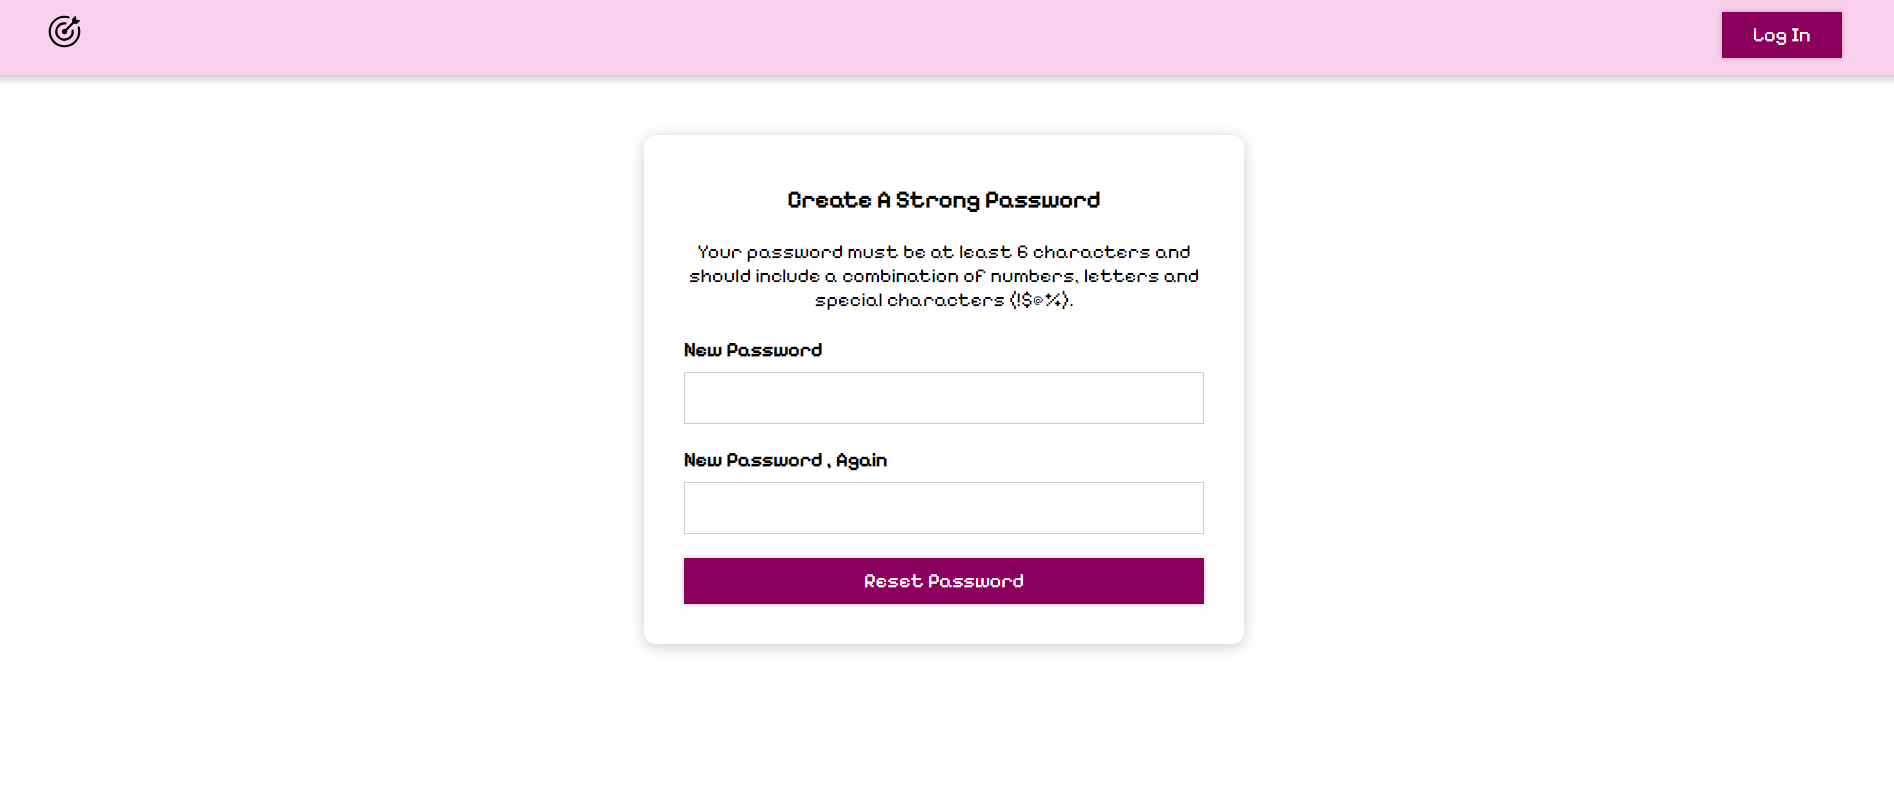 Log In
Create A Strong Password
Your password must be at least 6 characters and
should include a combination of numbers, letters and
special characters (!$@%).
New Password
New Password , Again
Reset Password